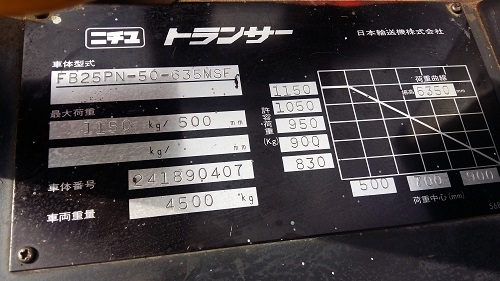 ニチユ トランサー 日本輸送機株式会社
車体型式
FB25PN-50-635MSF
最大荷重
1150 kg/ 500 mm
kg/ mm
車体番号 241890407
車両重量 4500 kg
許容荷重 (Kg)
1150
1050
950
900
830
荷重曲線
最高 6350 mm
500 700 900
荷重中心 (mm)